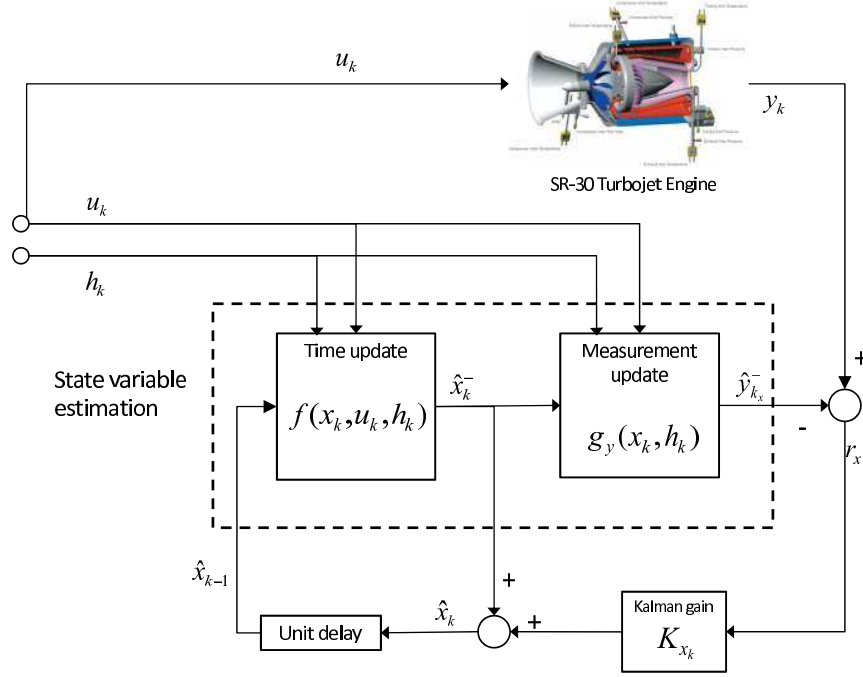 u_k
y_k
SR-30 Turbojet Engine
u_k
h_k
State variable
estimation
Time update
f(x_k,u_k,h_k)
x̂_k^-
Measurement
update
g_y(x_k,h_k)
ŷ_{k_x}^-
+
-
r_x
x̂_{k-1}
+
Unit delay
x̂_k
+
Kalman gain
K_{x_k}